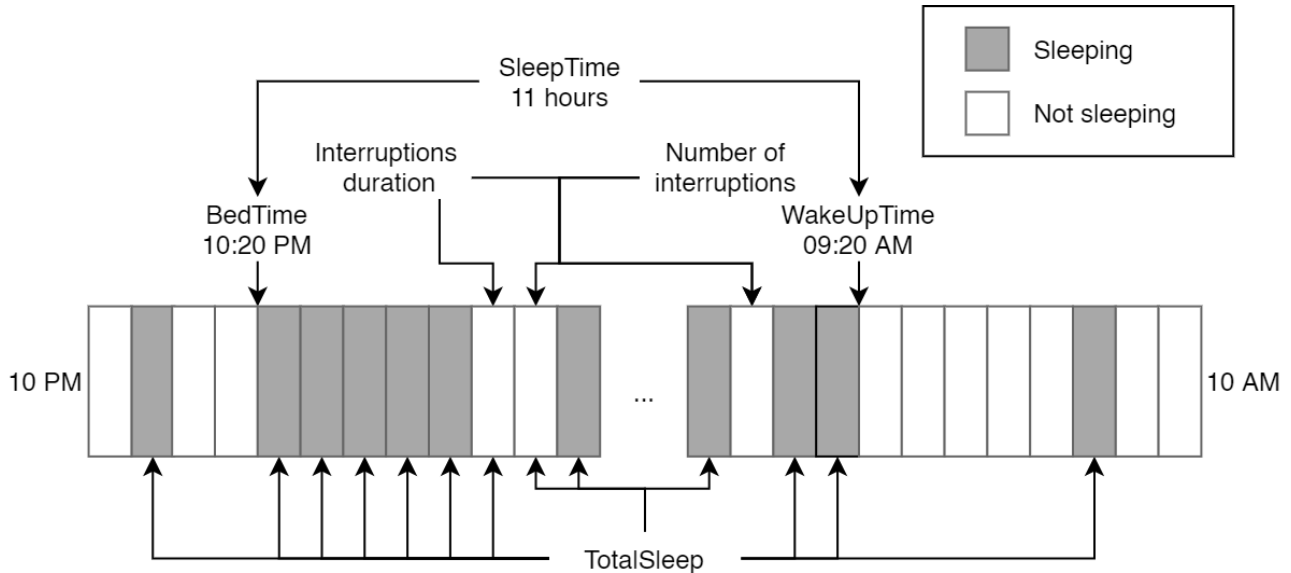 SleepTime
11 hours
Sleeping
Not sleeping
Interruptions
duration
Number of
interruptions
BedTime
10:20 PM
WakeUpTime
09:20 AM
10 PM
...
10 AM
TotalSleep